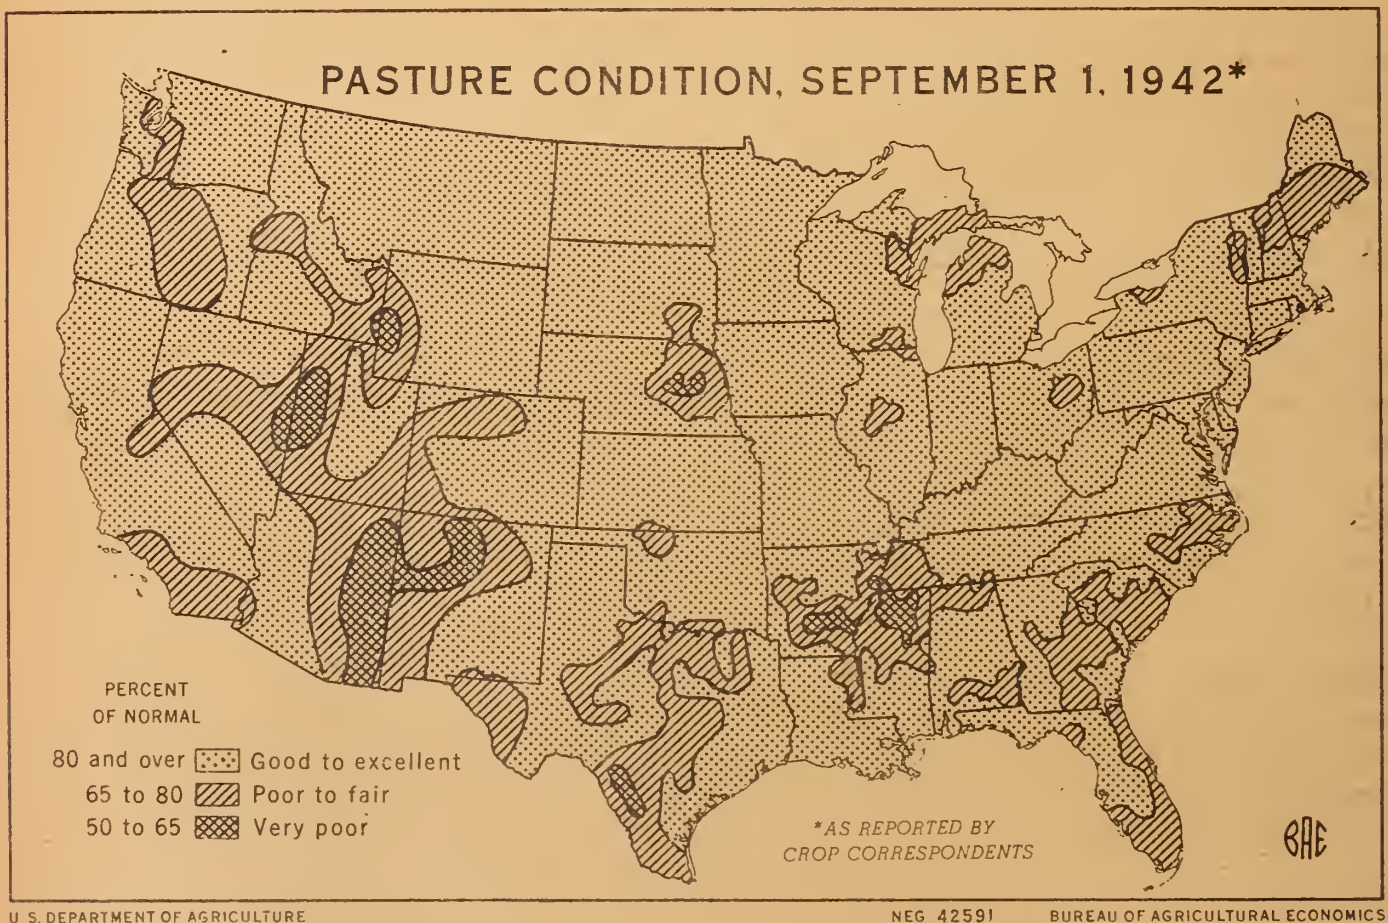 PASTURE CONDITION, SEPTEMBER 1, 1942*
PERCENT
OF NORMAL
80 and over Good to excellent
65 to 80 Poor to fair
50 to 65 Very poor
*AS REPORTED BY
CROP CORRESPONDENTS
BAE
U. S. DEPARTMENT OF AGRICULTURE
NEG 42591 BUREAU OF AGRICULTURAL ECONOMICS